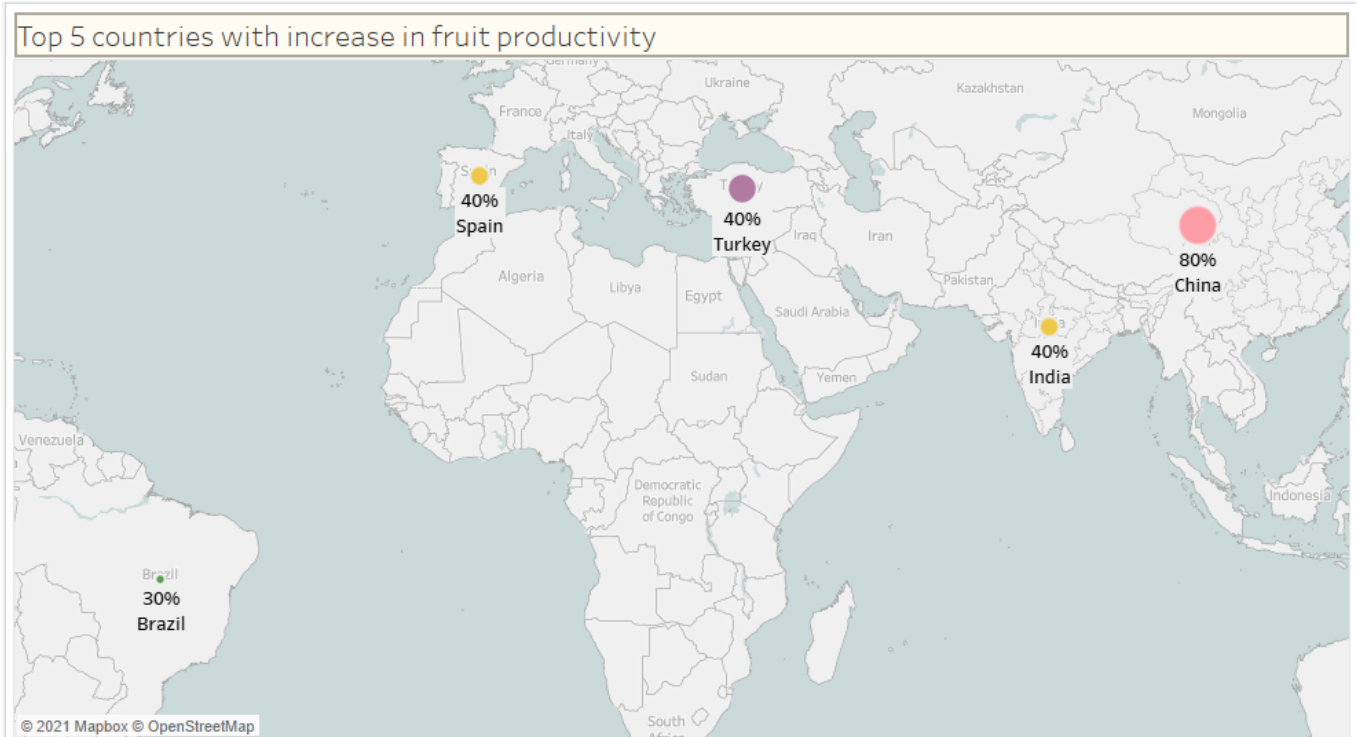 Top 5 countries with increase in fruit productivity
Germany
Ukraine
Kazakhstan
France
Mongolia
Italy
40%
Spain
40%
Turkey
Iraq
Iran
80%
China
Algeria
Libya
Egypt
Pakistan
Saudi Arabia
40%
India
Sudan
Yemen
Venezuela
Democratic
Republic
of Congo
Indonesia
Brazil
30%
Brazil
South
Africa
© 2021 Mapbox © OpenStreetMap